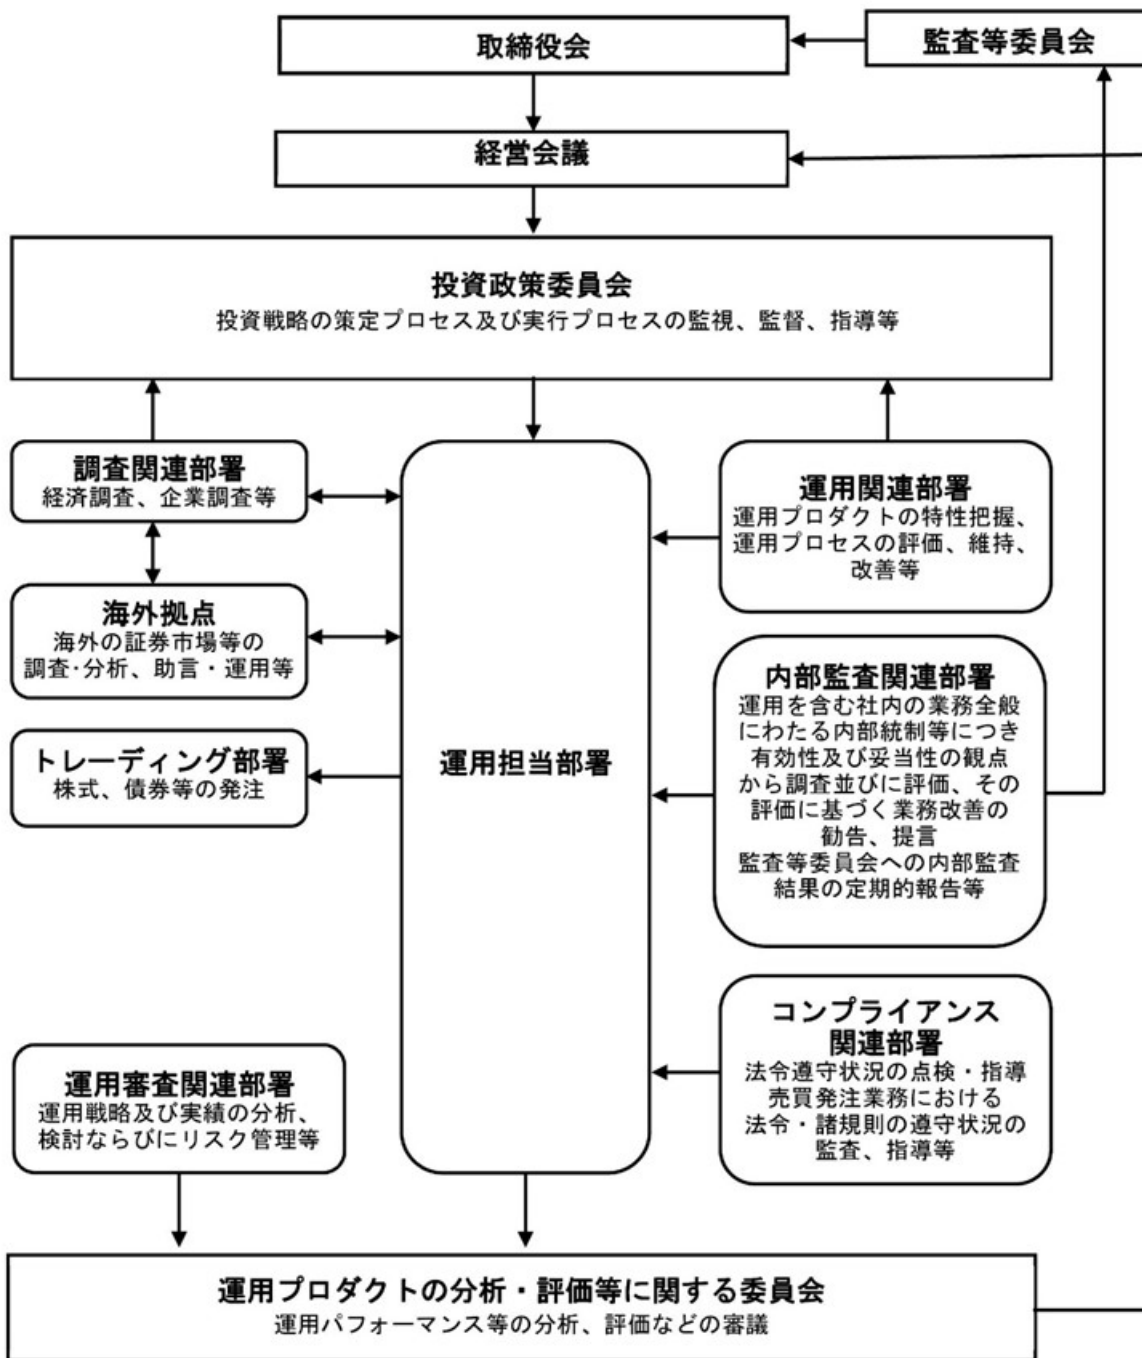 取締役会
監査等委員会
経営会議
投資政策委員会
投資戦略の策定プロセス及び実行プロセスの監視、監督、指導等
調査関連部署
経済調査、企業調査等
海外拠点
海外の証券市場等の
調査･分析、助言・運用等
トレーディング部署
株式、債券等の発注
運用担当部署
運用関連部署
運用プロダクトの特性把握、
運用プロセスの評価、維持、
改善等
内部監査関連部署
運用を含む社内の業務全般
にわたる内部統制等につき
有効性及び妥当性の観点
から調査並びに評価、その
評価に基づく業務改善の
勧告、提言
監査等委員会への内部監査
結果の定期的報告等
コンプライアンス
関連部署
法令遵守状況の点検・指導
売買発注業務における
法令・諸規則の遵守状況の
監査、指導等
運用審査関連部署
運用戦略及び実績の分析、
検討ならびにリスク管理等
運用プロダクトの分析・評価等に関する委員会
運用パフォーマンス等の分析、評価などの審議